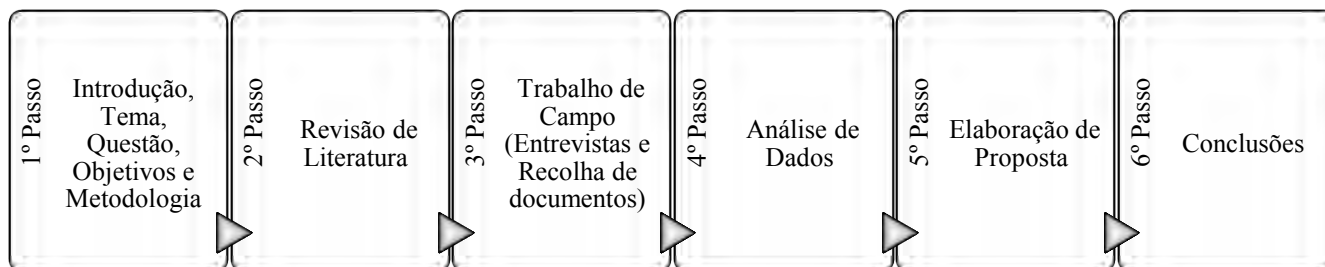 1º Passo
Introdução,
Tema,
Questão,
Objetivos e
Metodologia
2º Passo
Revisão de
Literatura
3º Passo
Trabalho de
Campo
(Entrevistas e
Recolha de
documentos)
4º Passo
Análise de
Dados
5º Passo
Elaboração de
Proposta
6º Passo
Conclusões